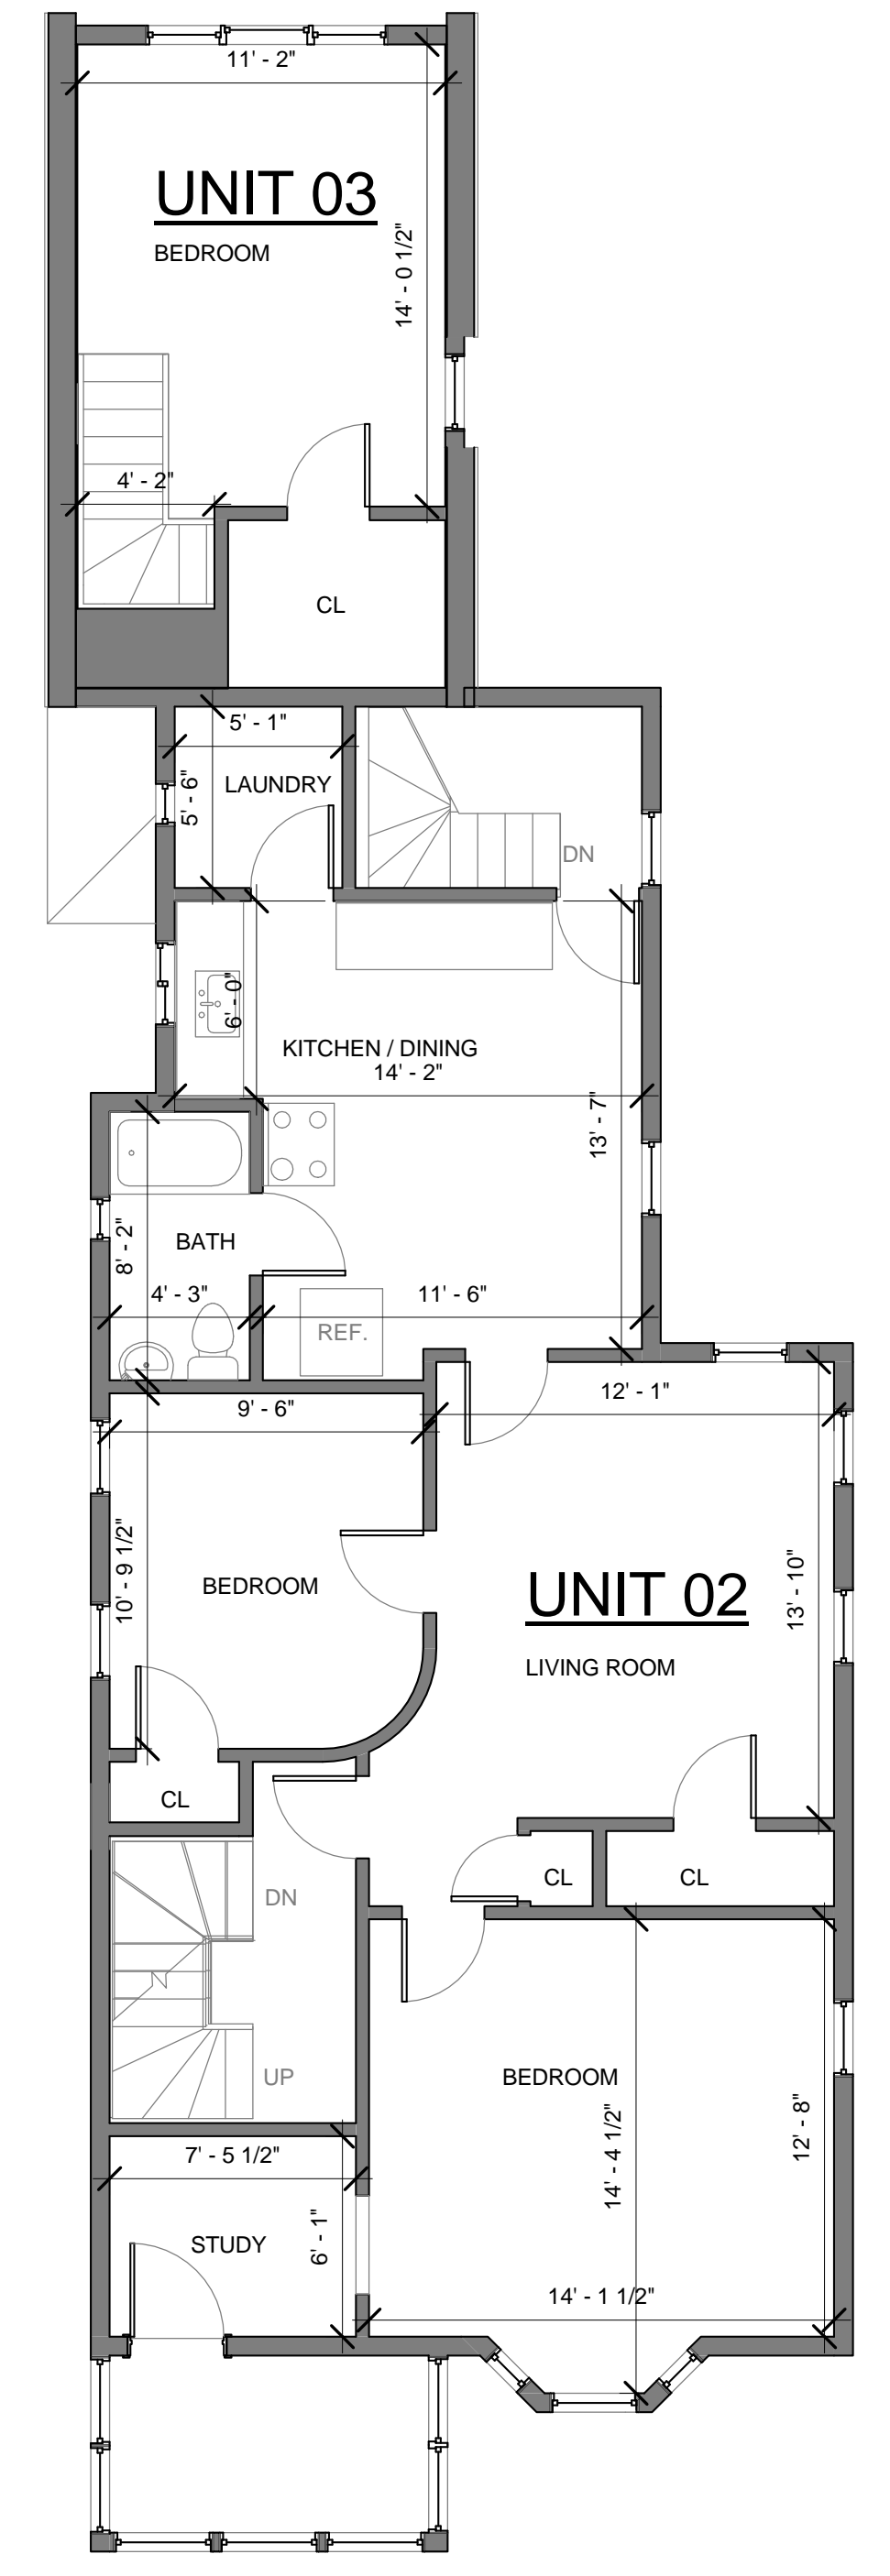 11' - 2"
UNIT 03
BEDROOM
14' - 0 1/2"
4' - 2"
CL
5' - 1"
5' - 6"
LAUNDRY
DN
6' - 0"
KITCHEN / DINING
14' - 2"
13' - 7"
BATH
8' - 2"
4' - 3"
11' - 6"
REF.
9' - 6"
12' - 1"
10' - 9 1/2"
BEDROOM
13' - 10"
UNIT 02
LIVING ROOM
CL
CL
CL
DN
UP
BEDROOM
14' - 4 1/2"
12' - 8"
7' - 5 1/2"
6' - 1"
STUDY
14' - 1 1/2"